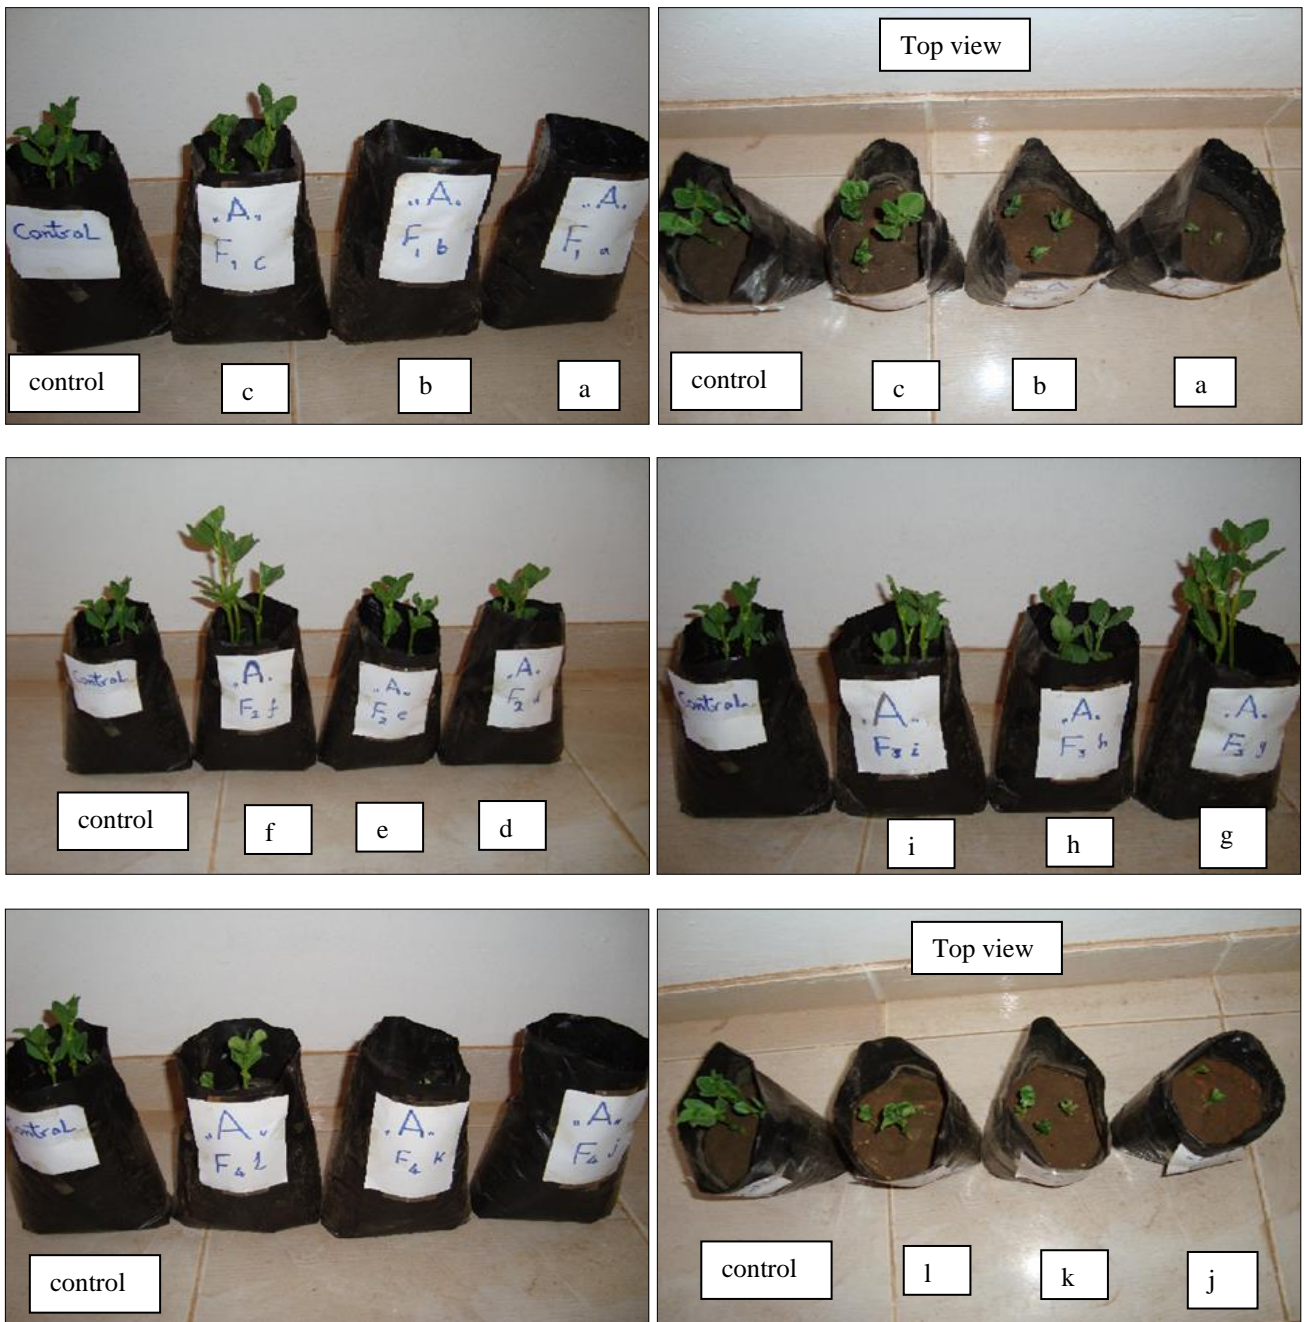 Top view
Control
„A„
F1 c
„A.
F1 b
„A.
F1 a
control
c
b
a
control
c
b
a
Control
.A.
F2 f
„A„
F2 e
.A.
F2 d
control
f
e
d
Control
„A„
F3 i
„A.
F3 h
.A.
F3 g
i
h
g
Top view
Control
„A„
F4 l
„A„
F4 K
„A„
F4 j
control
control
l
k
j